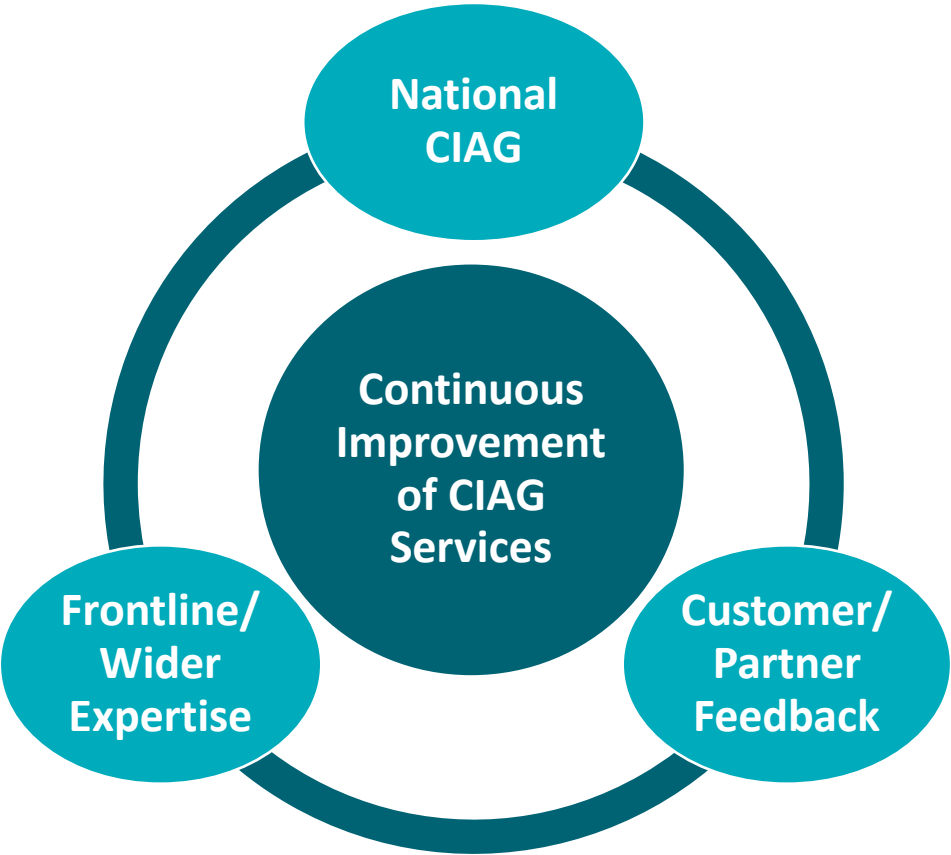 National
CIAG
Continuous
Improvement
of CIAG
Services
Frontline/
Wider
Expertise
Customer/
Partner
Feedback